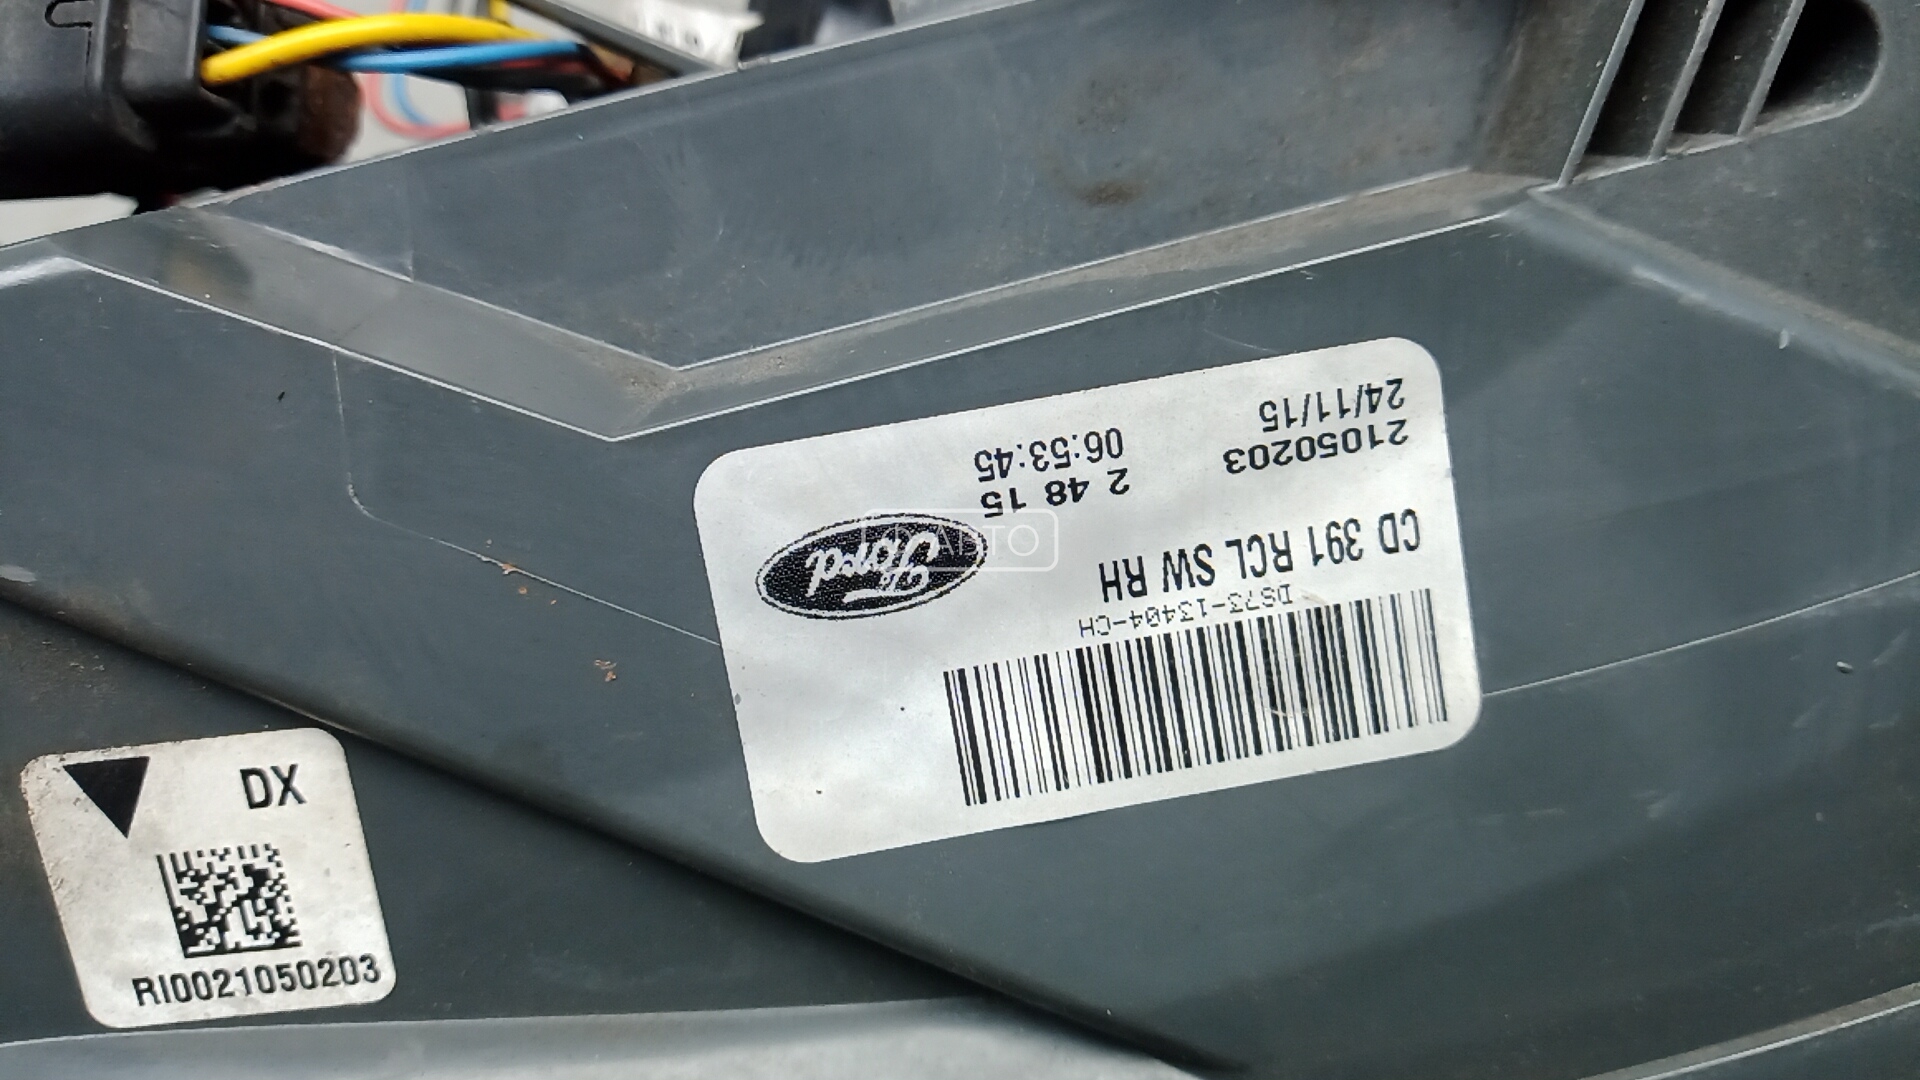 DS73-13404-CH
CD 391 RCL SW RH
Ford
2 48 15
21050203
06:53:45
24/11/15
DX
RI0021050203
АВТО